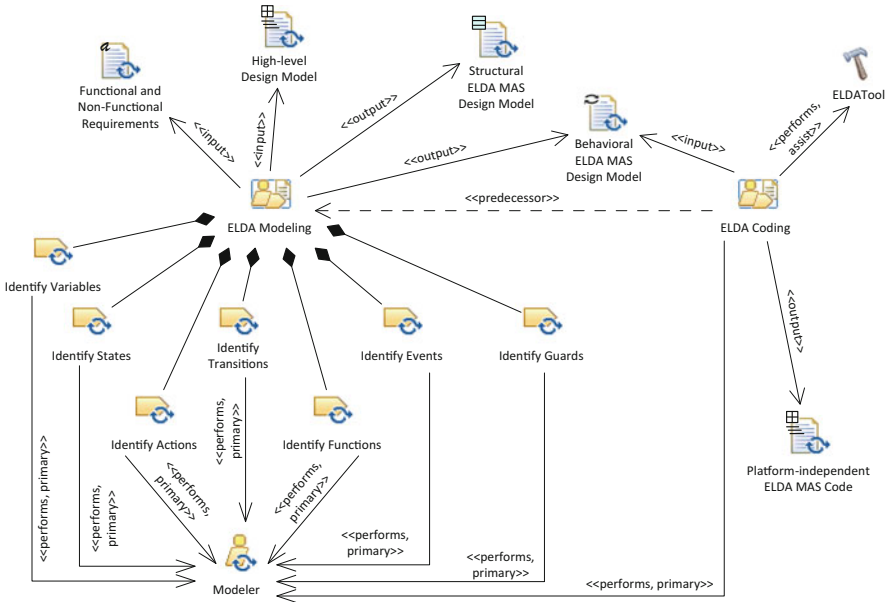 a
High-level
Design Model
Structural
ELDA MAS
Design Model
Functional and
Non-Functional
Requirements
ELDATool
<<input>>
<<input>>
<<output>>
<<output>>
Behavioral
ELDA MAS
Design Model
<<input>>
<<performs,
assist>>
ELDA Modeling
<<predecessor>>
ELDA Coding
Identify Variables
Identify States
Identify
Transitions
Identify Events
Identify Guards
<<output>>
Identify Actions
Identify Functions
<<performs, primary>>
<<performs,
primary>>
<<performs,
primary>>
<<performs,
primary>>
<<performs,
primary>>
Platform-independent
ELDA MAS Code
<<performs,
primary>>
<<performs,
primary>>
<<performs, primary>>
Modeler